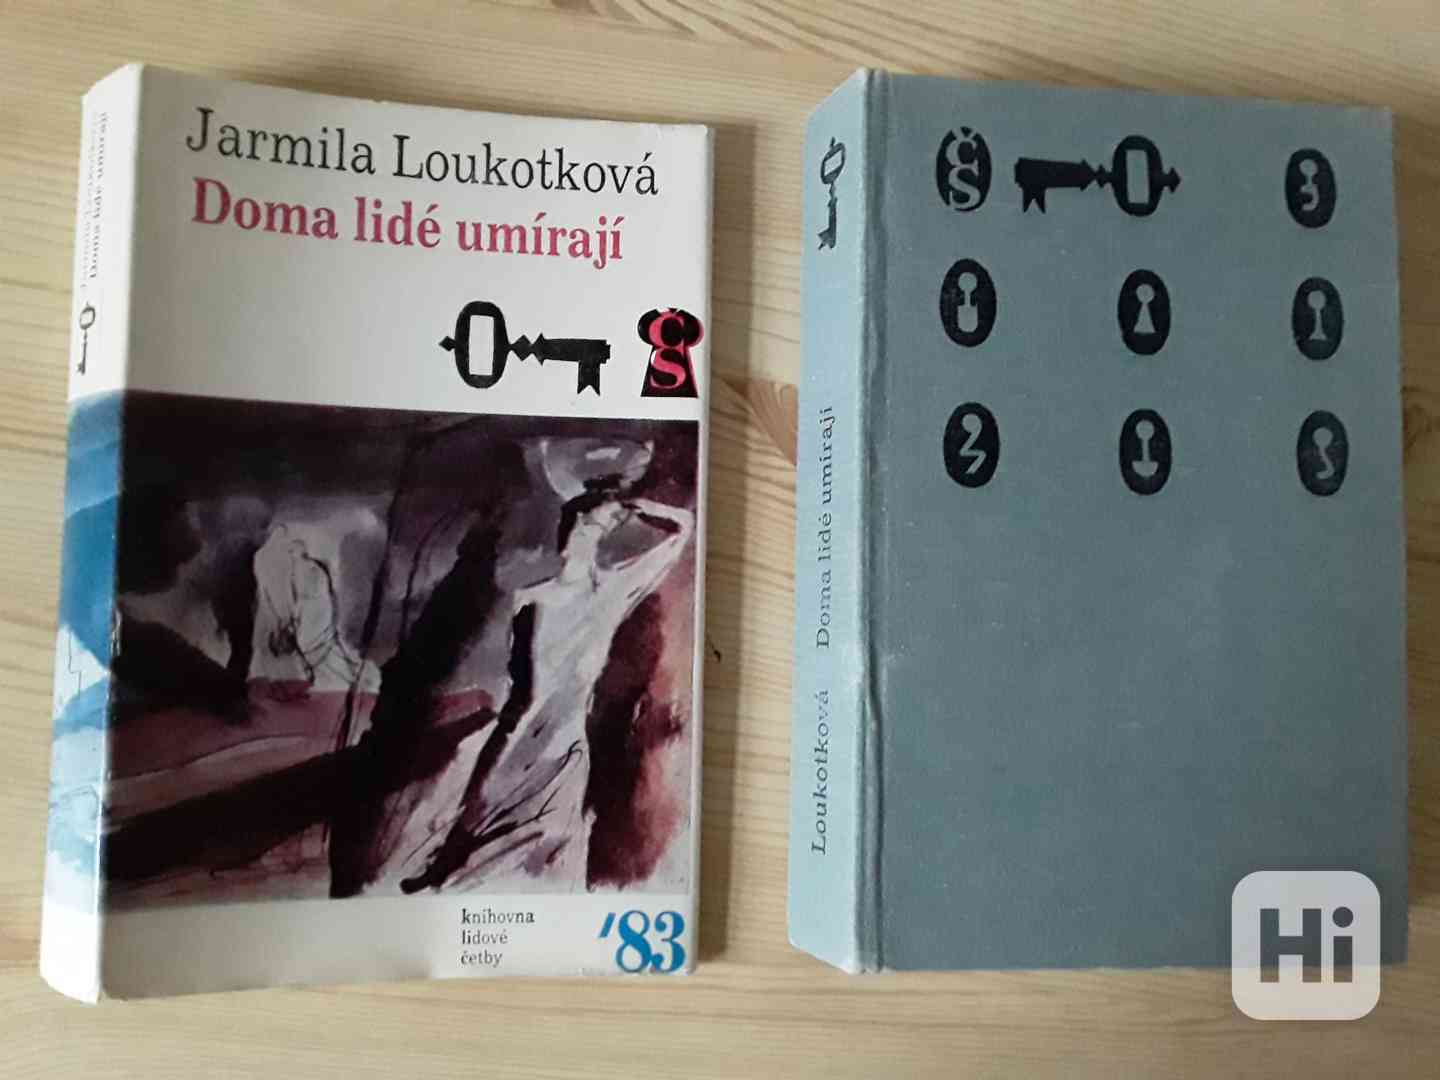 Jarmila Loukotková
Doma lidé umírají
ČS
knihovna
lidové
četby
'83
Jarmila Loukotková
Doma lidé umírají
ČS
Loukotková Doma lidé umírají
Hi